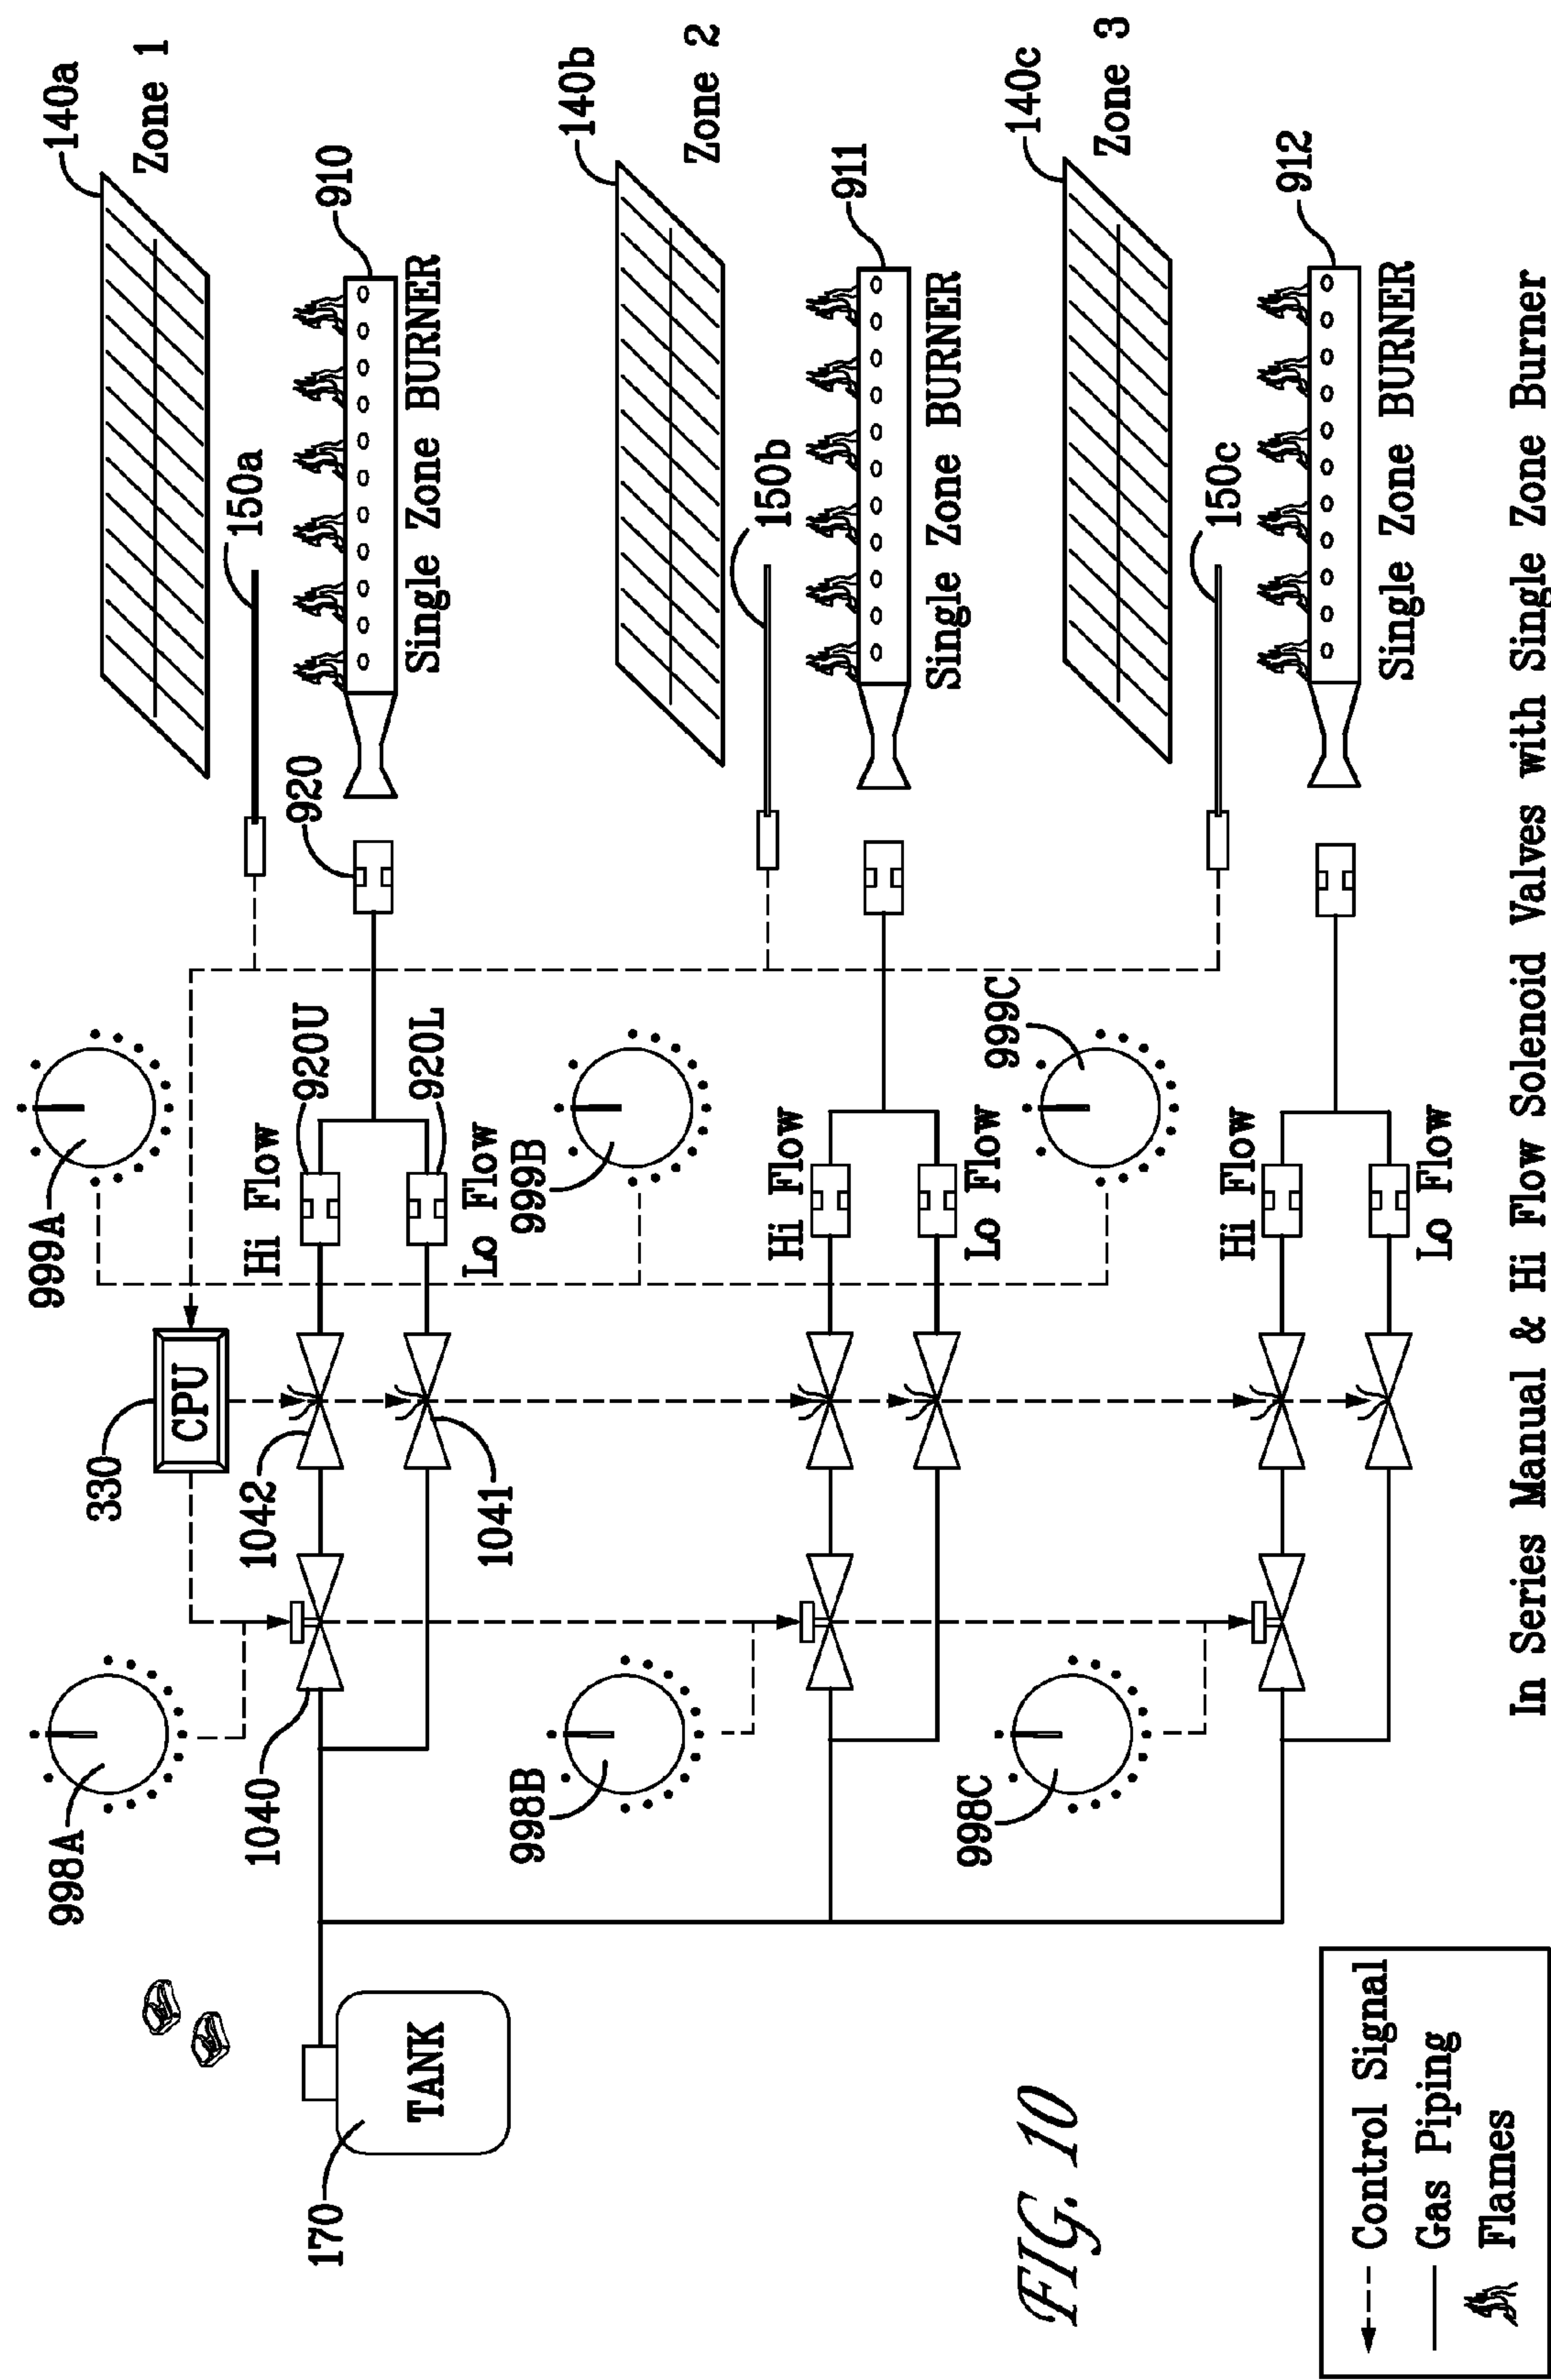 998A
999A
140a
Zone 1
330
CPU
150a
1042
Hi Flow
920U
920
910
1040
Single Zone BURNER
170
TANK
1041
Lo Flow
920L
998B
999B
140b
Zone 2
150b
Hi Flow
911
Single Zone BURNER
Lo Flow
998C
999C
140c
Zone 3
150c
Hi Flow
912
Single Zone BURNER
Lo Flow
FIG. 10
Control Signal
Gas Piping
Flames
In Series Manual & Hi Flow Solenoid Valves with Single Zone Burner